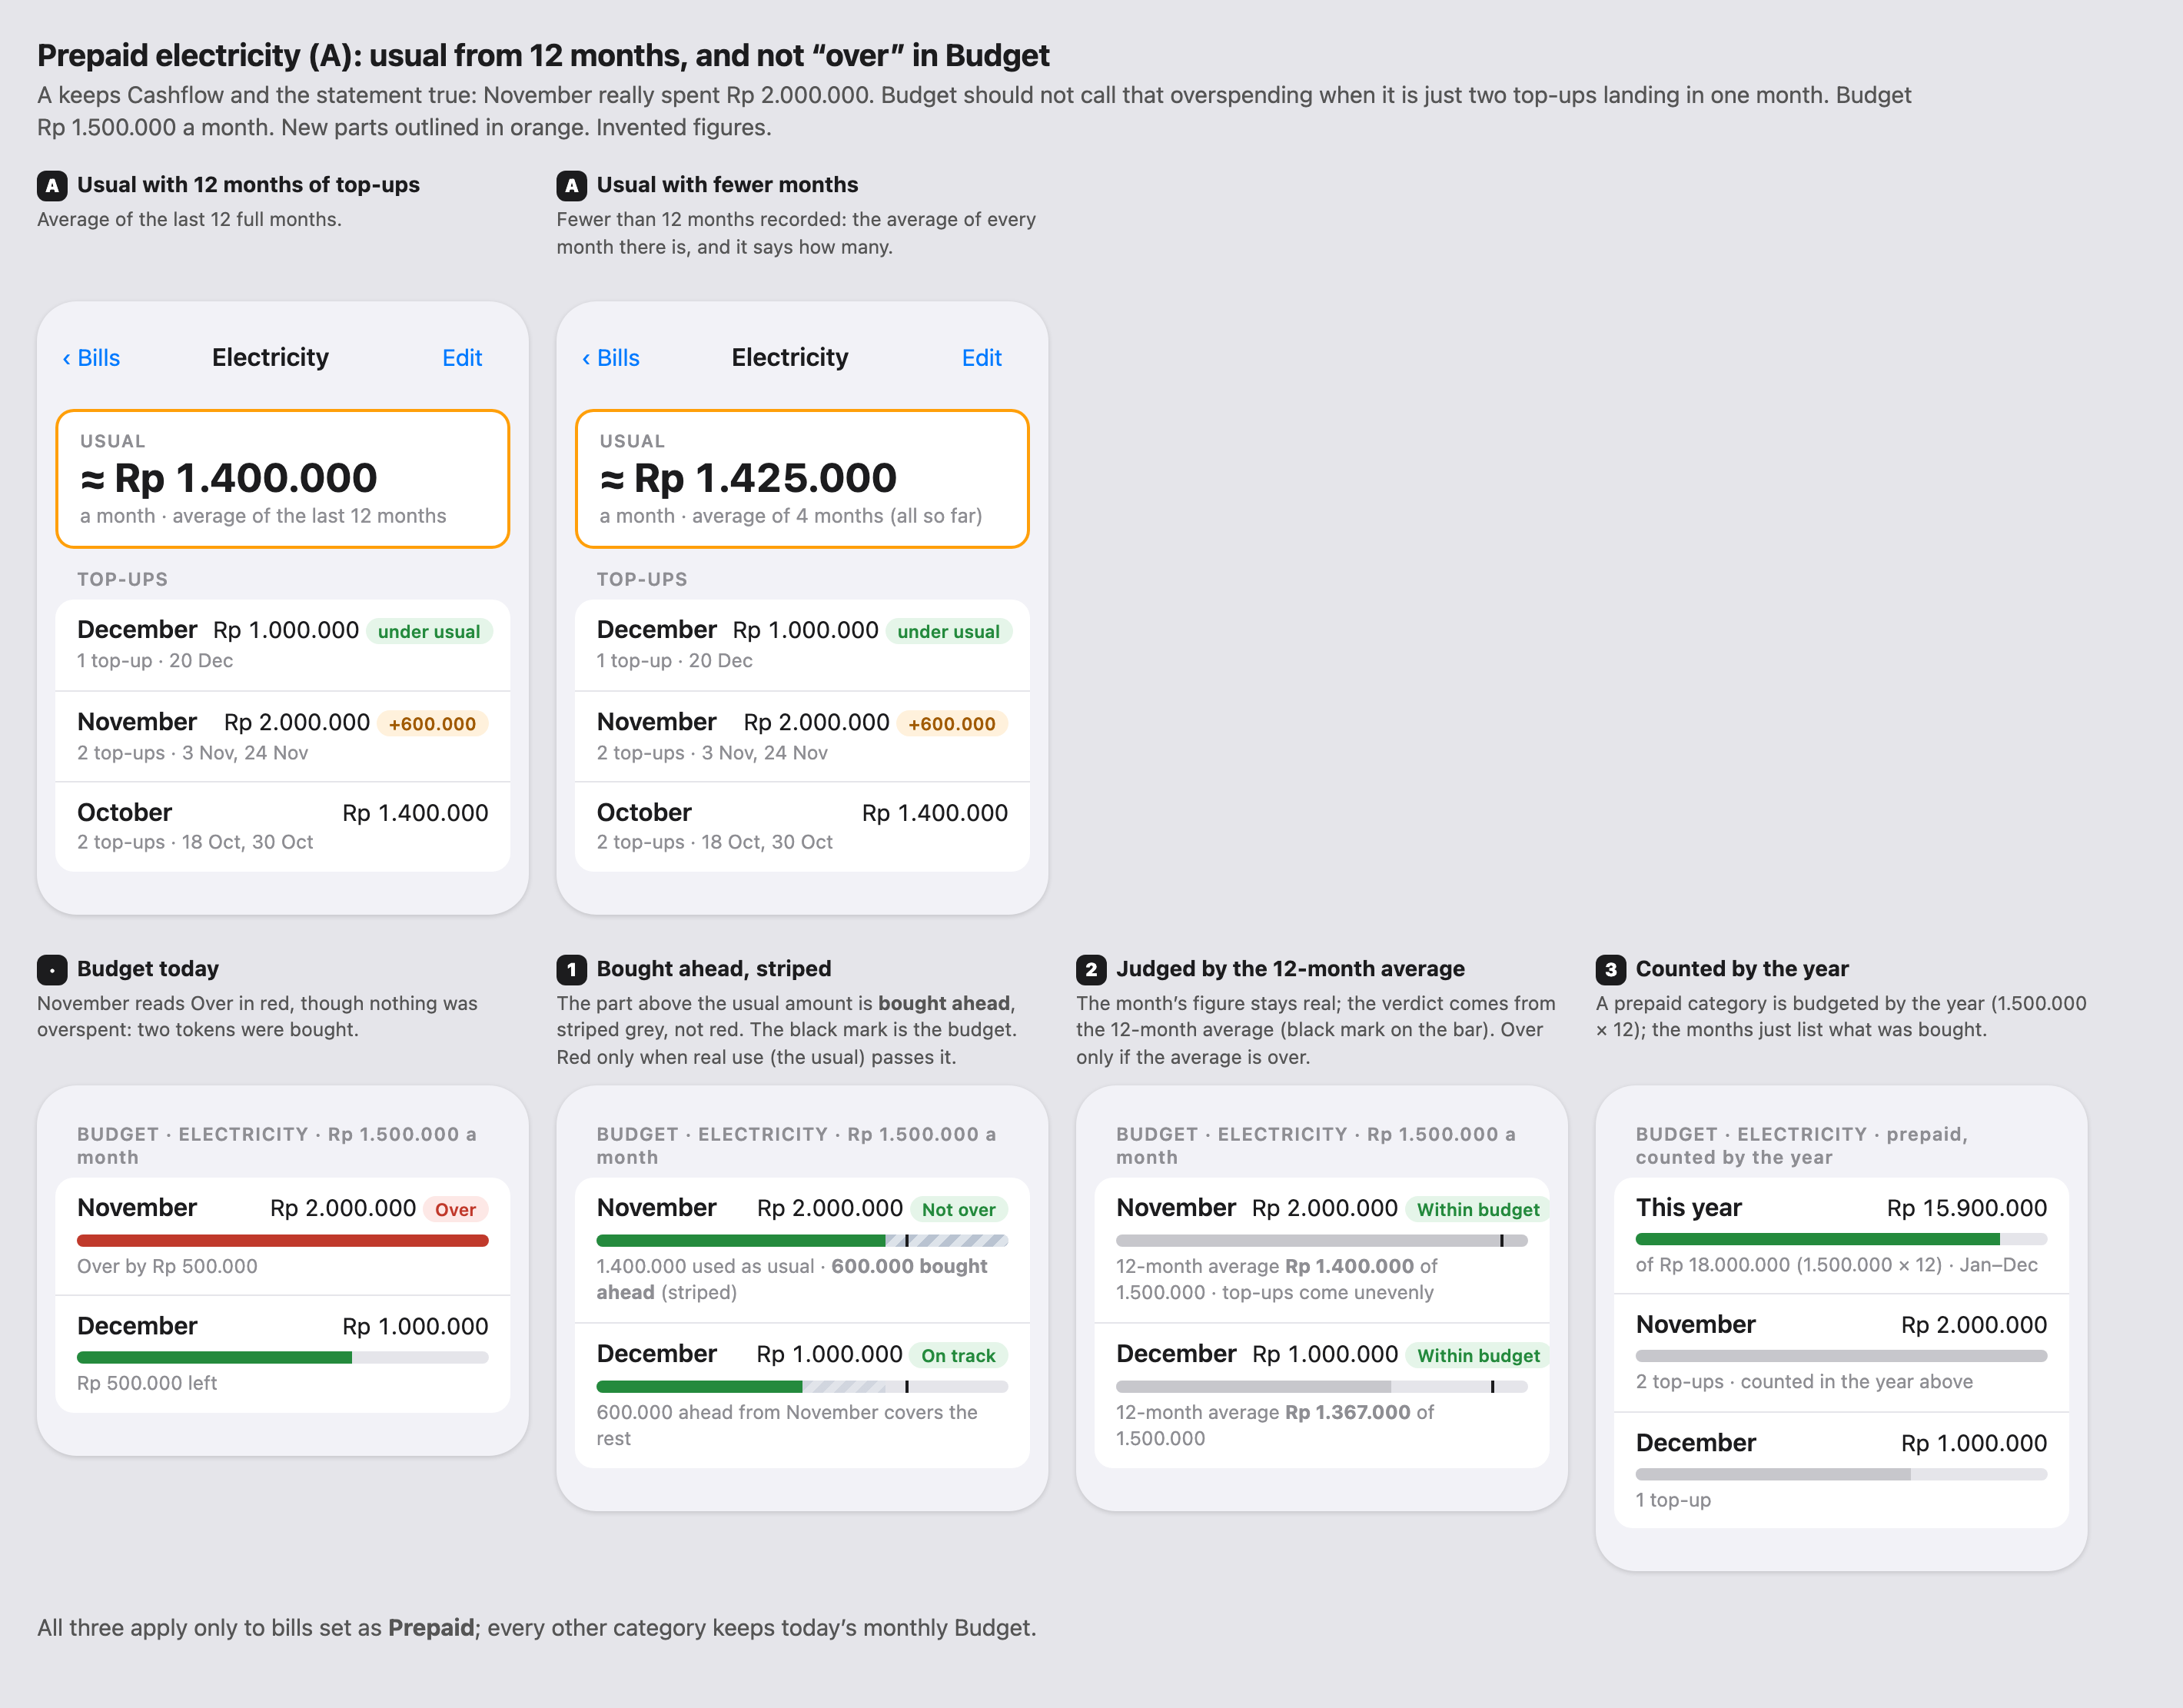 Prepaid electricity (A): usual from 12 months, and not “over” in Budget
A keeps Cashflow and the statement true: November really spent Rp 2.000.000. Budget should not call that overspending when it is just two top-ups landing in one month. Budget
Rp 1.500.000 a month. New parts outlined in orange. Invented figures.
A Usual with 12 months of top-ups
Average of the last 12 full months.
A Usual with fewer months
Fewer than 12 months recorded: the average of every
month there is, and it says how many.
‹ Bills Electricity Edit
USUAL
≈ Rp 1.400.000
a month · average of the last 12 months
TOP-UPS
December Rp 1.000.000 under usual
1 top-up · 20 Dec
November Rp 2.000.000 +600.000
2 top-ups · 3 Nov, 24 Nov
October Rp 1.400.000
2 top-ups · 18 Oct, 30 Oct
‹ Bills Electricity Edit
USUAL
≈ Rp 1.425.000
a month · average of 4 months (all so far)
TOP-UPS
December Rp 1.000.000 under usual
1 top-up · 20 Dec
November Rp 2.000.000 +600.000
2 top-ups · 3 Nov, 24 Nov
October Rp 1.400.000
2 top-ups · 18 Oct, 30 Oct
· Budget today
November reads Over in red, though nothing was
overspent: two tokens were bought.
BUDGET · ELECTRICITY · Rp 1.500.000 a
month
November Rp 2.000.000 Over
Over by Rp 500.000
December Rp 1.000.000
Rp 500.000 left
1 Bought ahead, striped
The part above the usual amount is bought ahead,
striped grey, not red. The black mark is the budget.
Red only when real use (the usual) passes it.
BUDGET · ELECTRICITY · Rp 1.500.000 a
month
November Rp 2.000.000 Not over
1.400.000 used as usual · 600.000 bought
ahead (striped)
December Rp 1.000.000 On track
600.000 ahead from November covers the
rest
2 Judged by the 12-month average
The month’s figure stays real; the verdict comes from
the 12-month average (black mark on the bar). Over
only if the average is over.
BUDGET · ELECTRICITY · Rp 1.500.000 a
month
November Rp 2.000.000 Within budget
12-month average Rp 1.400.000 of
1.500.000 · top-ups come unevenly
December Rp 1.000.000 Within budget
12-month average Rp 1.367.000 of
1.500.000
3 Counted by the year
A prepaid category is budgeted by the year (1.500.000
× 12); the months just list what was bought.
BUDGET · ELECTRICITY · prepaid,
counted by the year
This year Rp 15.900.000
of Rp 18.000.000 (1.500.000 × 12) · Jan–Dec
November Rp 2.000.000
2 top-ups · counted in the year above
December Rp 1.000.000
1 top-up
All three apply only to bills set as Prepaid; every other category keeps today’s monthly Budget.